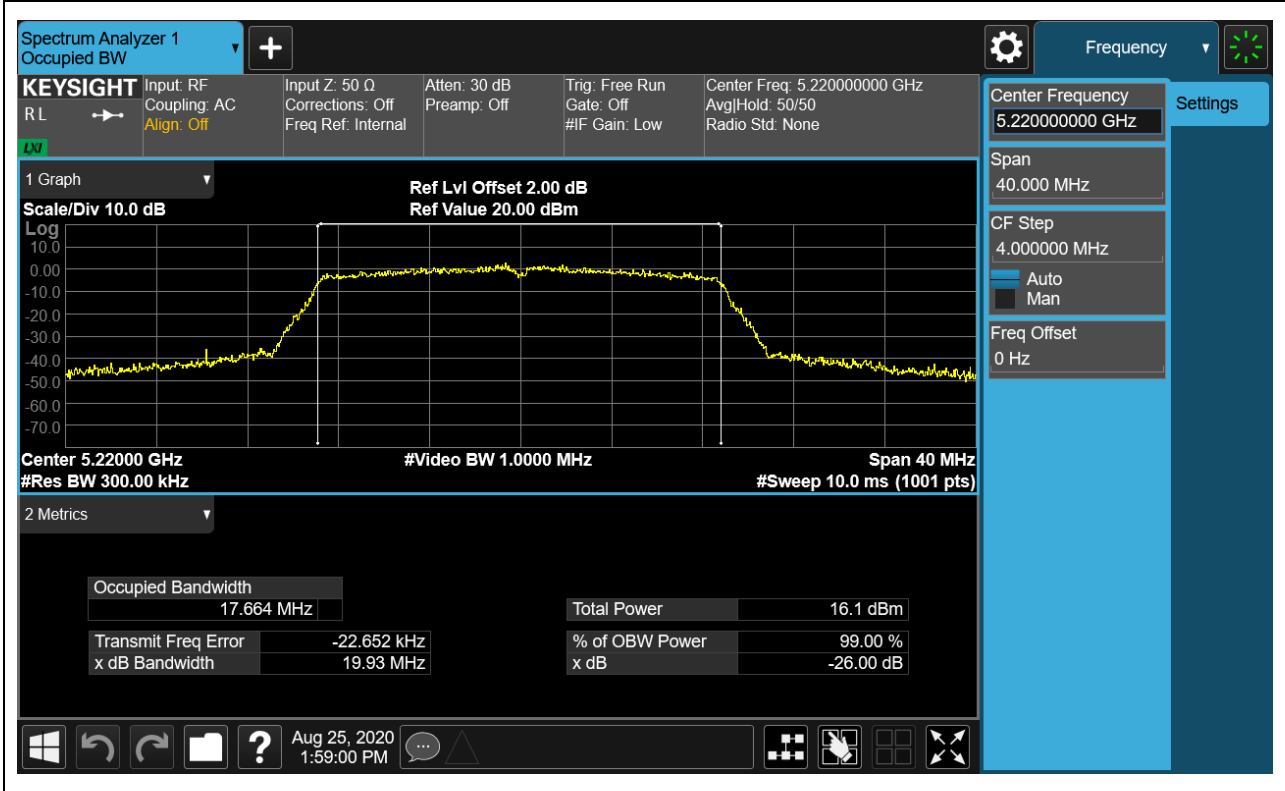 Spectrum Analyzer 1
Occupied BW
+
Frequency
KEYSIGHT
R L
LXI
Input: RF
Coupling: AC
Align: Off
Input Z: 50 Ω
Corrections: Off
Freq Ref: Internal
Atten: 30 dB
Preamp: Off
Trig: Free Run
Gate: Off
#IF Gain: Low
Center Freq: 5.220000000 GHz
Avg|Hold: 50/50
Radio Std: None
Center Frequency
5.220000000 GHz
Settings
Span
40.000 MHz
CF Step
4.000000 MHz
Auto
Man
Freq Offset
0 Hz
1 Graph
Scale/Div 10.0 dB
Ref Lvl Offset 2.00 dB
Ref Value 20.00 dBm
Log
10.0
0.00
-10.0
-20.0
-30.0
-40.0
-50.0
-60.0
-70.0
Center 5.22000 GHz
#Video BW 1.0000 MHz
Span 40 MHz
#Res BW 300.00 kHz
#Sweep 10.0 ms (1001 pts)
2 Metrics
Occupied Bandwidth
17.664 MHz
Total Power 16.1 dBm
Transmit Freq Error -22.652 kHz
% of OBW Power 99.00 %
x dB Bandwidth 19.93 MHz
x dB -26.00 dB
?
Aug 25, 2020
1:59:00 PM